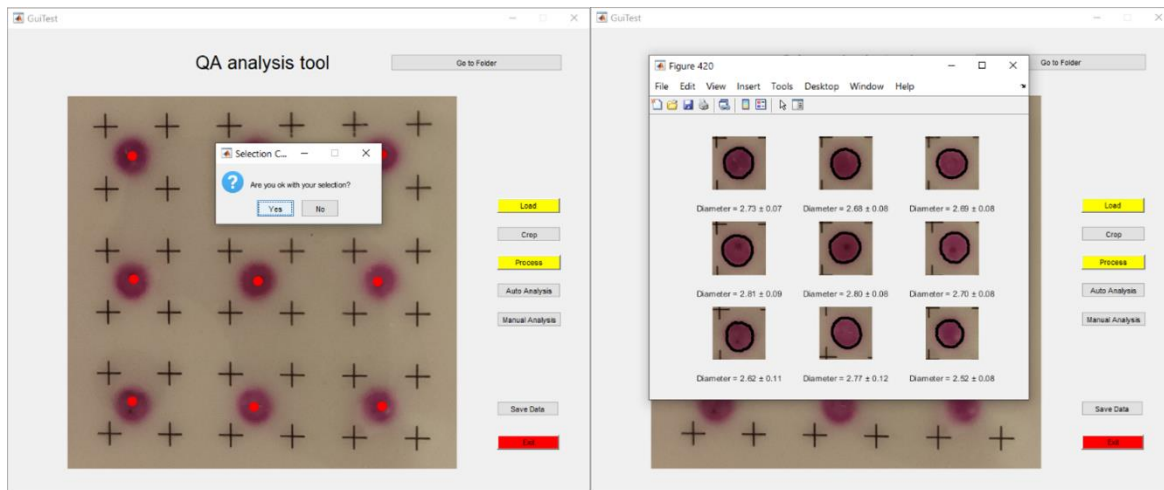 GuiTest
QA analysis tool
Go to Folder
Selection C...
Are you ok with your selection?
Yes
No
Load
Crop
Process
Auto Analysis
Manual Analysis
Save Data
Exit
GuiTest
Go to Folder
Figure 420
File Edit View Insert Tools Desktop Window Help
Diameter = 2.73 ± 0.07 Diameter = 2.68 ± 0.08 Diameter = 2.69 ± 0.08
Diameter = 2.81 ± 0.09 Diameter = 2.80 ± 0.08 Diameter = 2.70 ± 0.08
Diameter = 2.62 ± 0.11 Diameter = 2.77 ± 0.12 Diameter = 2.52 ± 0.08
Load
Crop
Process
Auto Analysis
Manual Analysis
Save Data
Exit